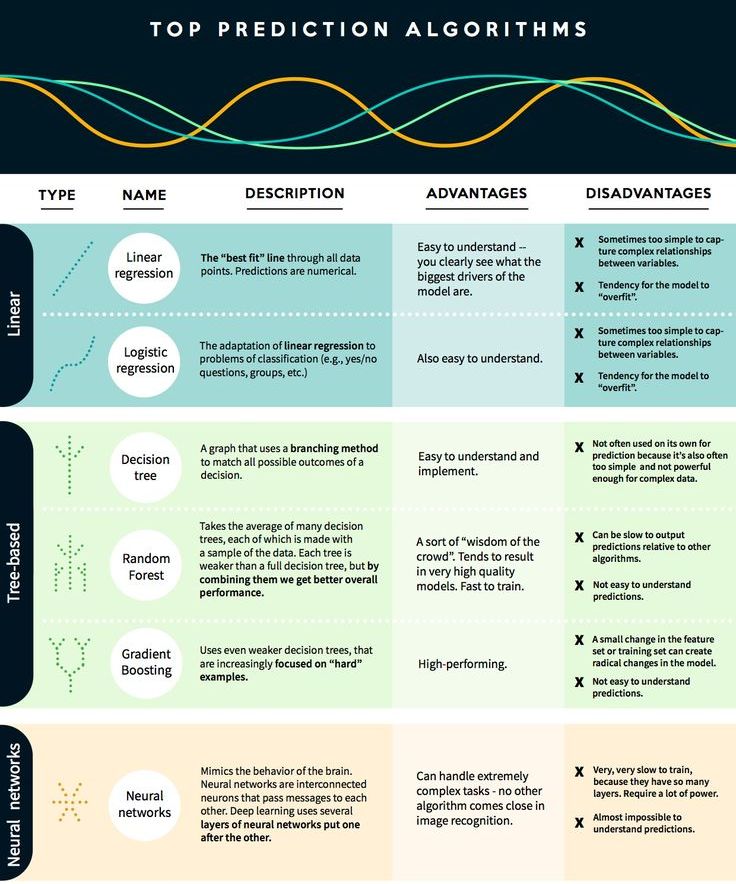 TOP PREDICTION ALGORITHMS
TYPE
NAME
DESCRIPTION
ADVANTAGES
DISADVANTAGES
Linear
Linear
regression
The “best fit” line through all data
points. Predictions are numerical.
Easy to understand --
you clearly see what the
biggest drivers of the
model are.
X Sometimes too simple to cap-
ture complex relationships
between variables.
X Tendency for the model to
“overfit”.
Logistic
regression
The adaptation of linear regression to
problems of classification (e.g., yes/no
questions, groups, etc.)
Also easy to understand.
X Sometimes too simple to cap-
ture complex relationships
between variables.
X Tendency for the model to
“overfit”.
Tree-based
Decision
tree
A graph that uses a branching method
to match all possible outcomes of a
decision.
Easy to understand and
implement.
X Not often used on its own for
prediction because it’s also often
too simple and not powerful
enough for complex data.
Random
Forest
Takes the average of many decision
trees, each of which is made with
a sample of the data. Each tree is
weaker than a full decision tree, but by
combining them we get better overall
performance.
A sort of “wisdom of the
crowd”. Tends to result
in very high quality
models. Fast to train.
X Can be slow to output
predictions relative to other
algorithms.
X Not easy to understand
predictions.
Gradient
Boosting
Uses even weaker decision trees, that
are increasingly focused on “hard”
examples.
High-performing.
X A small change in the feature
set or training set can create
radical changes in the model.
X Not easy to understand
predictions.
Neural networks
Neural
networks
Mimics the behavior of the brain.
Neural networks are interconnected
neurons that pass messages to each
other. Deep learning uses several
layers of neural networks put one
after the other.
Can handle extremely
complex tasks - no other
algorithm comes close in
image recognition.
X Very, very slow to train,
because they have so many
layers. Require a lot of power.
X Almost impossible to
understand predictions.